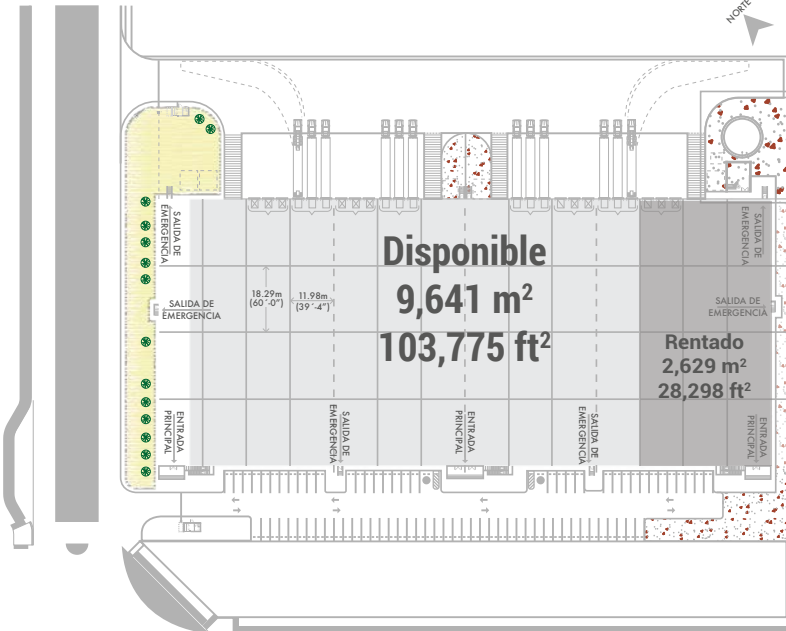 NORTE
SALIDA DE
EMERGENCIA
SALIDA DE
EMERGENCIA
Disponible
9,641 m²
103,775 ft²
18.29m
(60´-0")
11.98m
(39´-4")
SALIDA DE
EMERGENCIA
SALIDA DE
EMERGENCIA
Rentado
2,629 m²
28,298 ft²
ENTRADA
PRINCIPAL
SALIDA DE
EMERGENCIA
ENTRADA
PRINCIPAL
SALIDA DE
EMERGENCIA
ENTRADA
PRINCIPAL